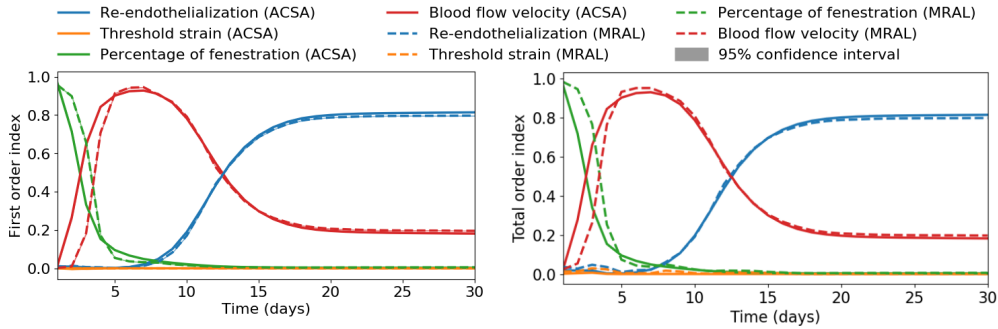 Re-endothelialization (ACSA) Blood flow velocity (ACSA) Percentage of fenestration (MRAL)
Threshold strain (ACSA) Re-endothelialization (MRAL) Blood flow velocity (MRAL)
Percentage of fenestration (ACSA) Threshold strain (MRAL) 95% confidence interval
First order index
1.0
0.8
0.6
0.4
0.2
0.0
5 10 15 20 25 30
Time (days)
Total order index
1.0
0.8
0.6
0.4
0.2
0.0
5 10 15 20 25 30
Time (days)